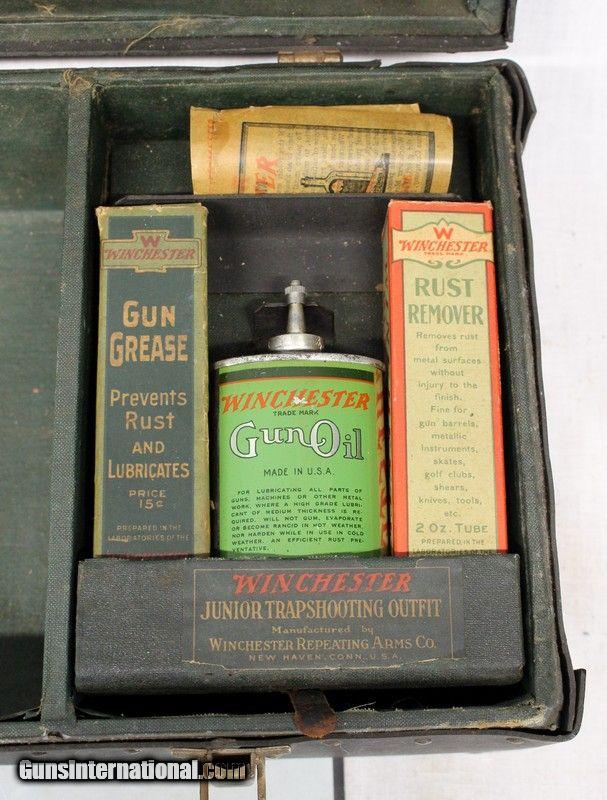 W
WINCHESTER
GUN
GREASE
Prevents
Rust
AND
LUBRICATES
PRICE
15¢
PREPARED IN THE
LABORATORIES OF THE
WINCHESTER
TRADE MARK
Gun Oil
MADE IN U.S.A.
FOR LUBRICATING ALL PARTS OF
GUNS, MACHINES OR OTHER METAL
WORK, WHERE A HIGH GRADE LUBRI-
CANT OF MEDIUM THICKNESS IS RE-
QUIRED. WILL NOT GUM, EVAPORATE
OR BECOME RANCID IN HOT WEATHER,
NOR HARDEN WHILE IN USE IN COLD
WEATHER. AN EFFICIENT RUST PRE-
VENTATIVE.
W
WINCHESTER
TRADE MARK
RUST
REMOVER
Removes rust
from
metal surfaces
without
injury to the
finish.
Fine for
gun barrels,
metallic
instruments,
skates,
golf clubs,
shears,
knives, tools,
etc.
2 Oz. TUBE
PREPARED IN THE
LABORATORIES OF THE
WINCHESTER
JUNIOR TRAPSHOOTING OUTFIT
Manufactured by
WINCHESTER REPEATING ARMS CO.
NEW HAVEN, CONN., U.S.A.
GunsInternational.com